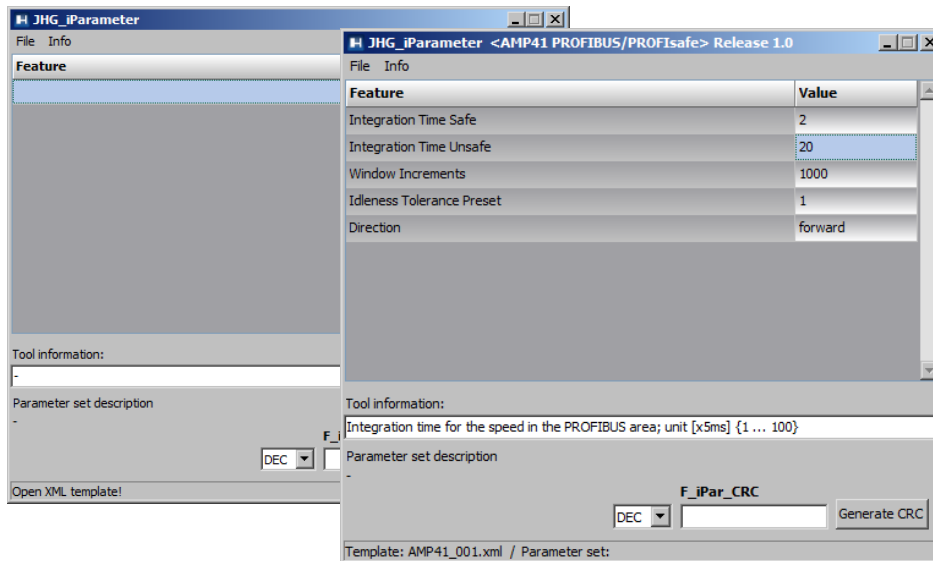 JHG_iParameter
File Info
Feature
Tool information:
-
Parameter set description
-
DEC
Open XML template!
JHG_iParameter <AMP41 PROFIBUS/PROFIsafe> Release 1.0
File Info
Feature Value
Integration Time Safe 2
Integration Time Unsafe 20
Window Increments 1000
Idleness Tolerance Preset 1
Direction forward
Tool information:
Integration time for the speed in the PROFIBUS area; unit [x5ms] {1 ... 100}
Parameter set description
-
F_iPar_CRC
DEC Generate CRC
Template: AMP41_001.xml / Parameter set: